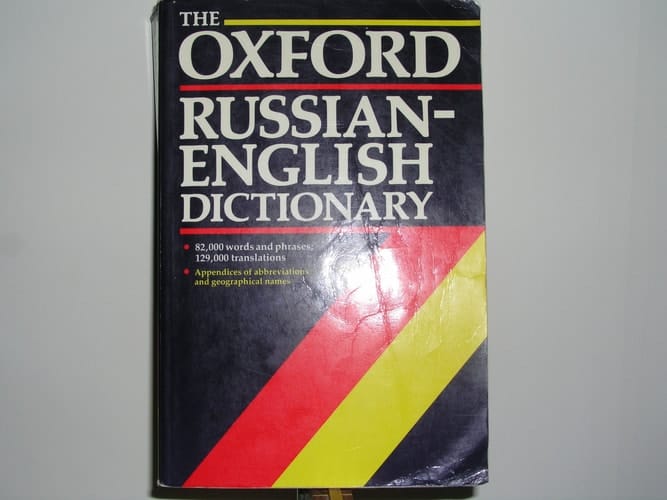 THE
OXFORD
RUSSIAN-
ENGLISH
DICTIONARY
• 82,000 words and phrases,
129,000 translations
• Appendices of abbreviations
and geographical names